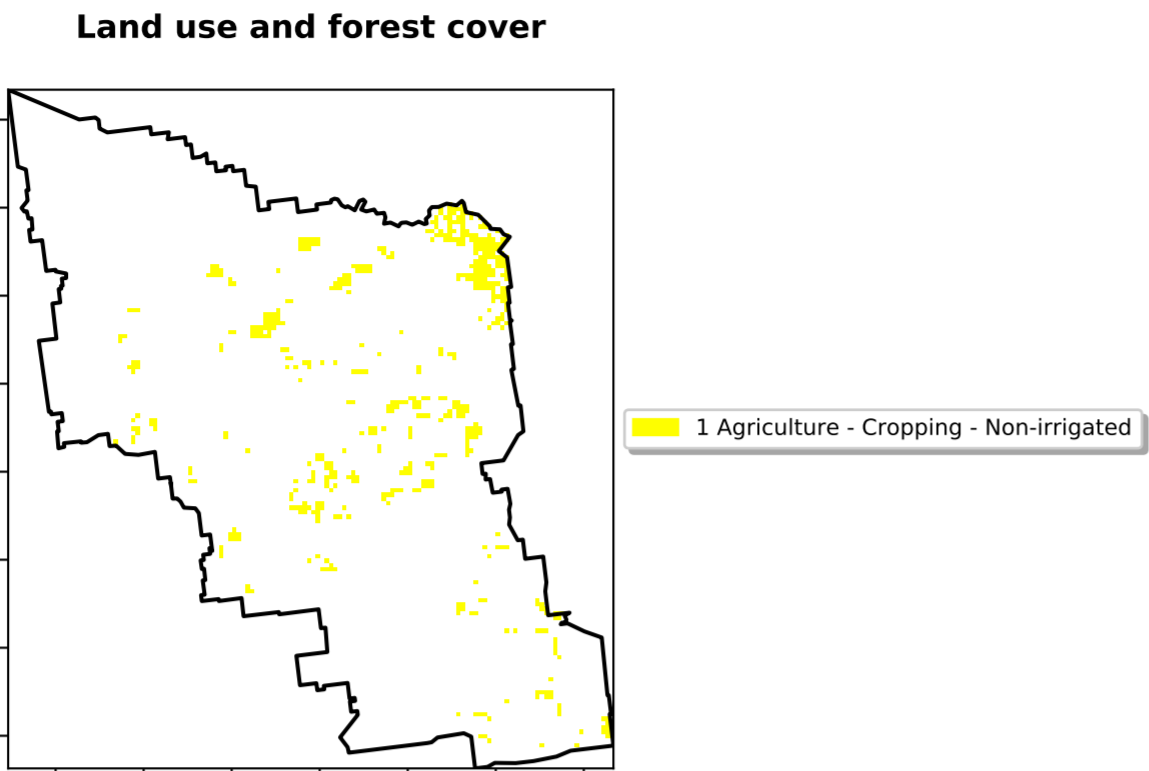 Land use and forest cover
1 Agriculture - Cropping - Non-irrigated